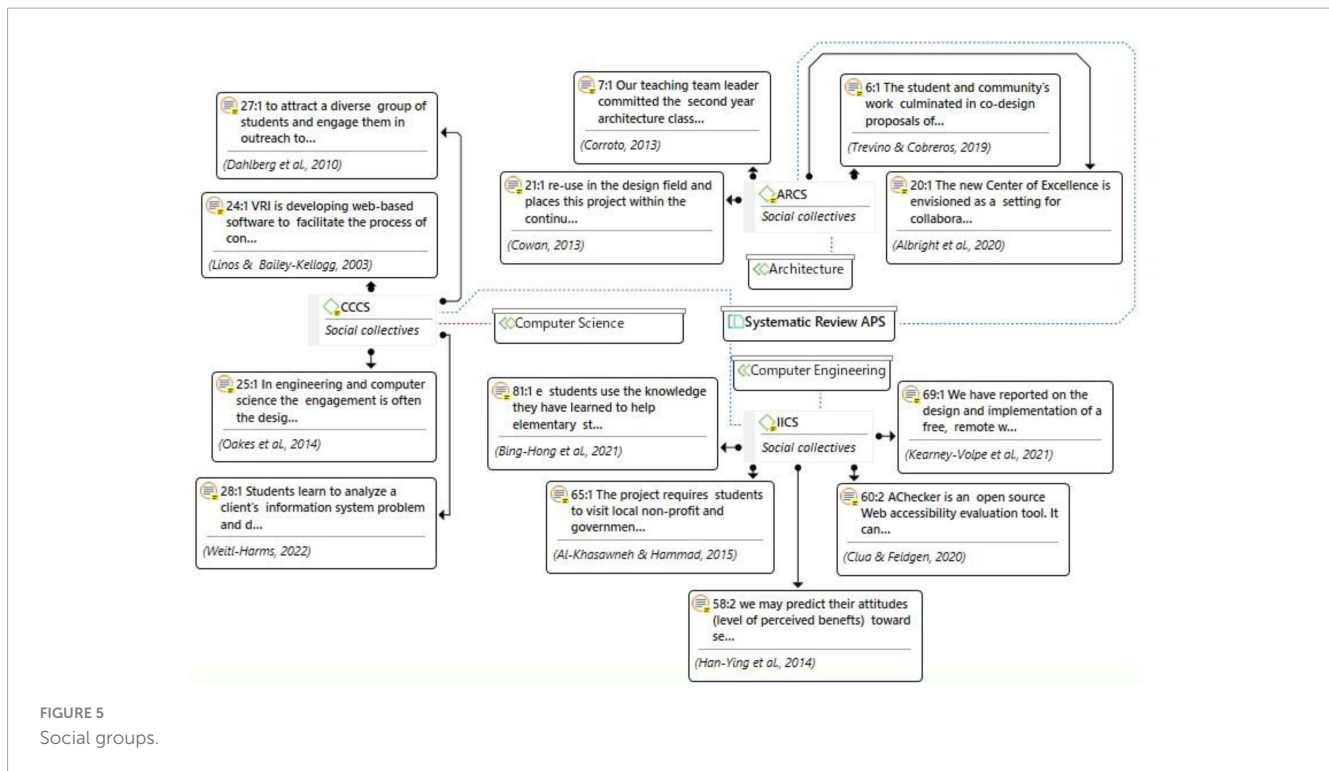 27:1 to attract a diverse group of
students and engage them in
outreach to...
(Dahlberg et al., 2010)
24:1 VRI is developing web-based
software to facilitate the process of
con...
(Linos & Bailey-Kellogg, 2003)
CCCS
Social collectives
25:1 In engineering and computer
science the engagement is often
the desig...
(Oakes et al., 2014)
28:1 Students learn to analyze a
client's information system problem
and d...
(Weitl-Harms, 2022)
Computer Science
7:1 Our teaching team leader
committed the second year
architecture class...
(Corroto, 2013)
21:1 re-use in the design field and
places this project within the
continu...
(Cowan, 2013)
6:1 The student and community's
work culminated in co-design
proposals of...
(Trevino & Cobreros, 2019)
20:1 The new Center of Excellence is
envisioned as a setting for
collabora...
(Albright et al., 2020)
ARCS
Social collectives
Architecture
Systematic Review APS
Computer Engineering
IICS
Social collectives
81:1 e students use the knowledge
they have learned to help
elementary st...
(Bing-Hong et al., 2021)
65:1 The project requires students
to visit local non-profit and
governmen...
(Al-Khasawneh & Hammad, 2015)
69:1 We have reported on the
design and implementation of a
free, remote w...
(Kearney-Volpe et al., 2021)
60:2 AChecker is an open source
Web accessibility evaluation tool. It
can...
(Clua & Feldgen, 2020)
58:2 we may predict their attitudes
(level of perceived benefts) toward
se...
(Han-Ying et al., 2014)
FIGURE 5
Social groups.